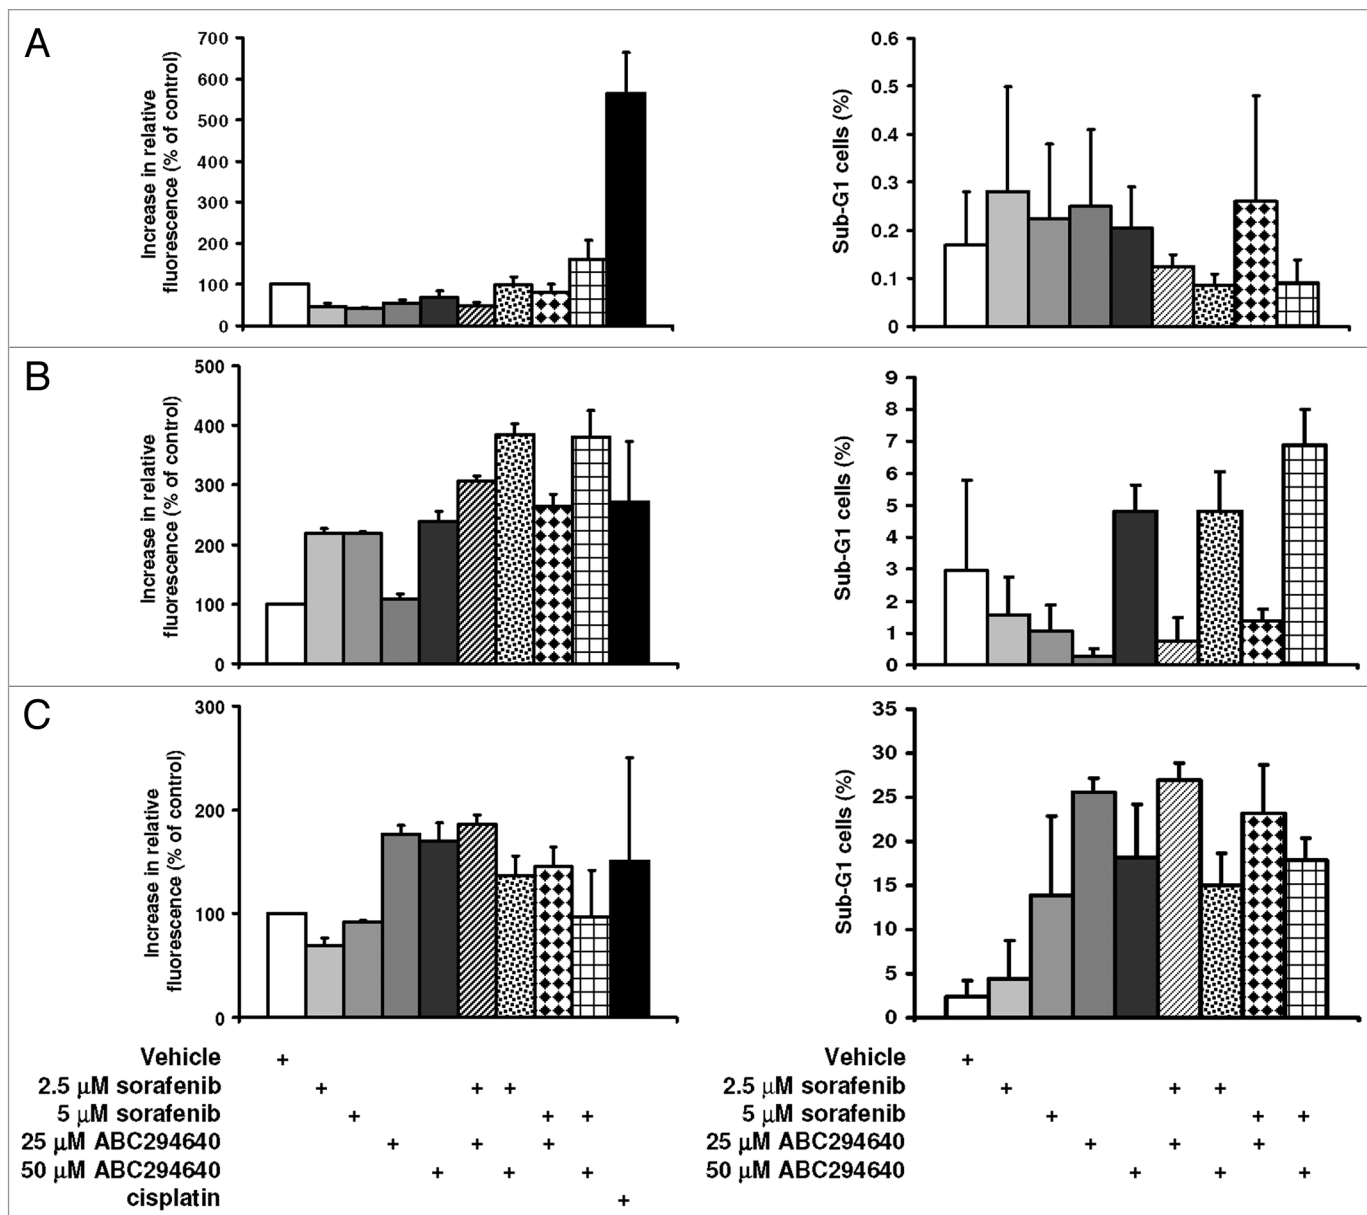 A
Increase in relative
fluorescence (% of control)
700
600
500
400
300
200
100
0
Sub-G1 cells (%)
0.6
0.5
0.4
0.3
0.2
0.1
0
B
Increase in relative
fluorescence (% of control)
500
400
300
200
100
0
Sub-G1 cells (%)
9
8
7
6
5
4
3
2
1
0
C
Increase in relative
fluorescence (% of control)
300
200
100
0
Sub-G1 cells (%)
35
30
25
20
15
10
5
0
Vehicle +
2.5 μM sorafenib + + +
5 μM sorafenib + + +
25 μM ABC294640 + + +
50 μM ABC294640 + + +
cisplatin +
Vehicle +
2.5 μM sorafenib + + +
5 μM sorafenib + + +
25 μM ABC294640 + + +
50 μM ABC294640 + + +